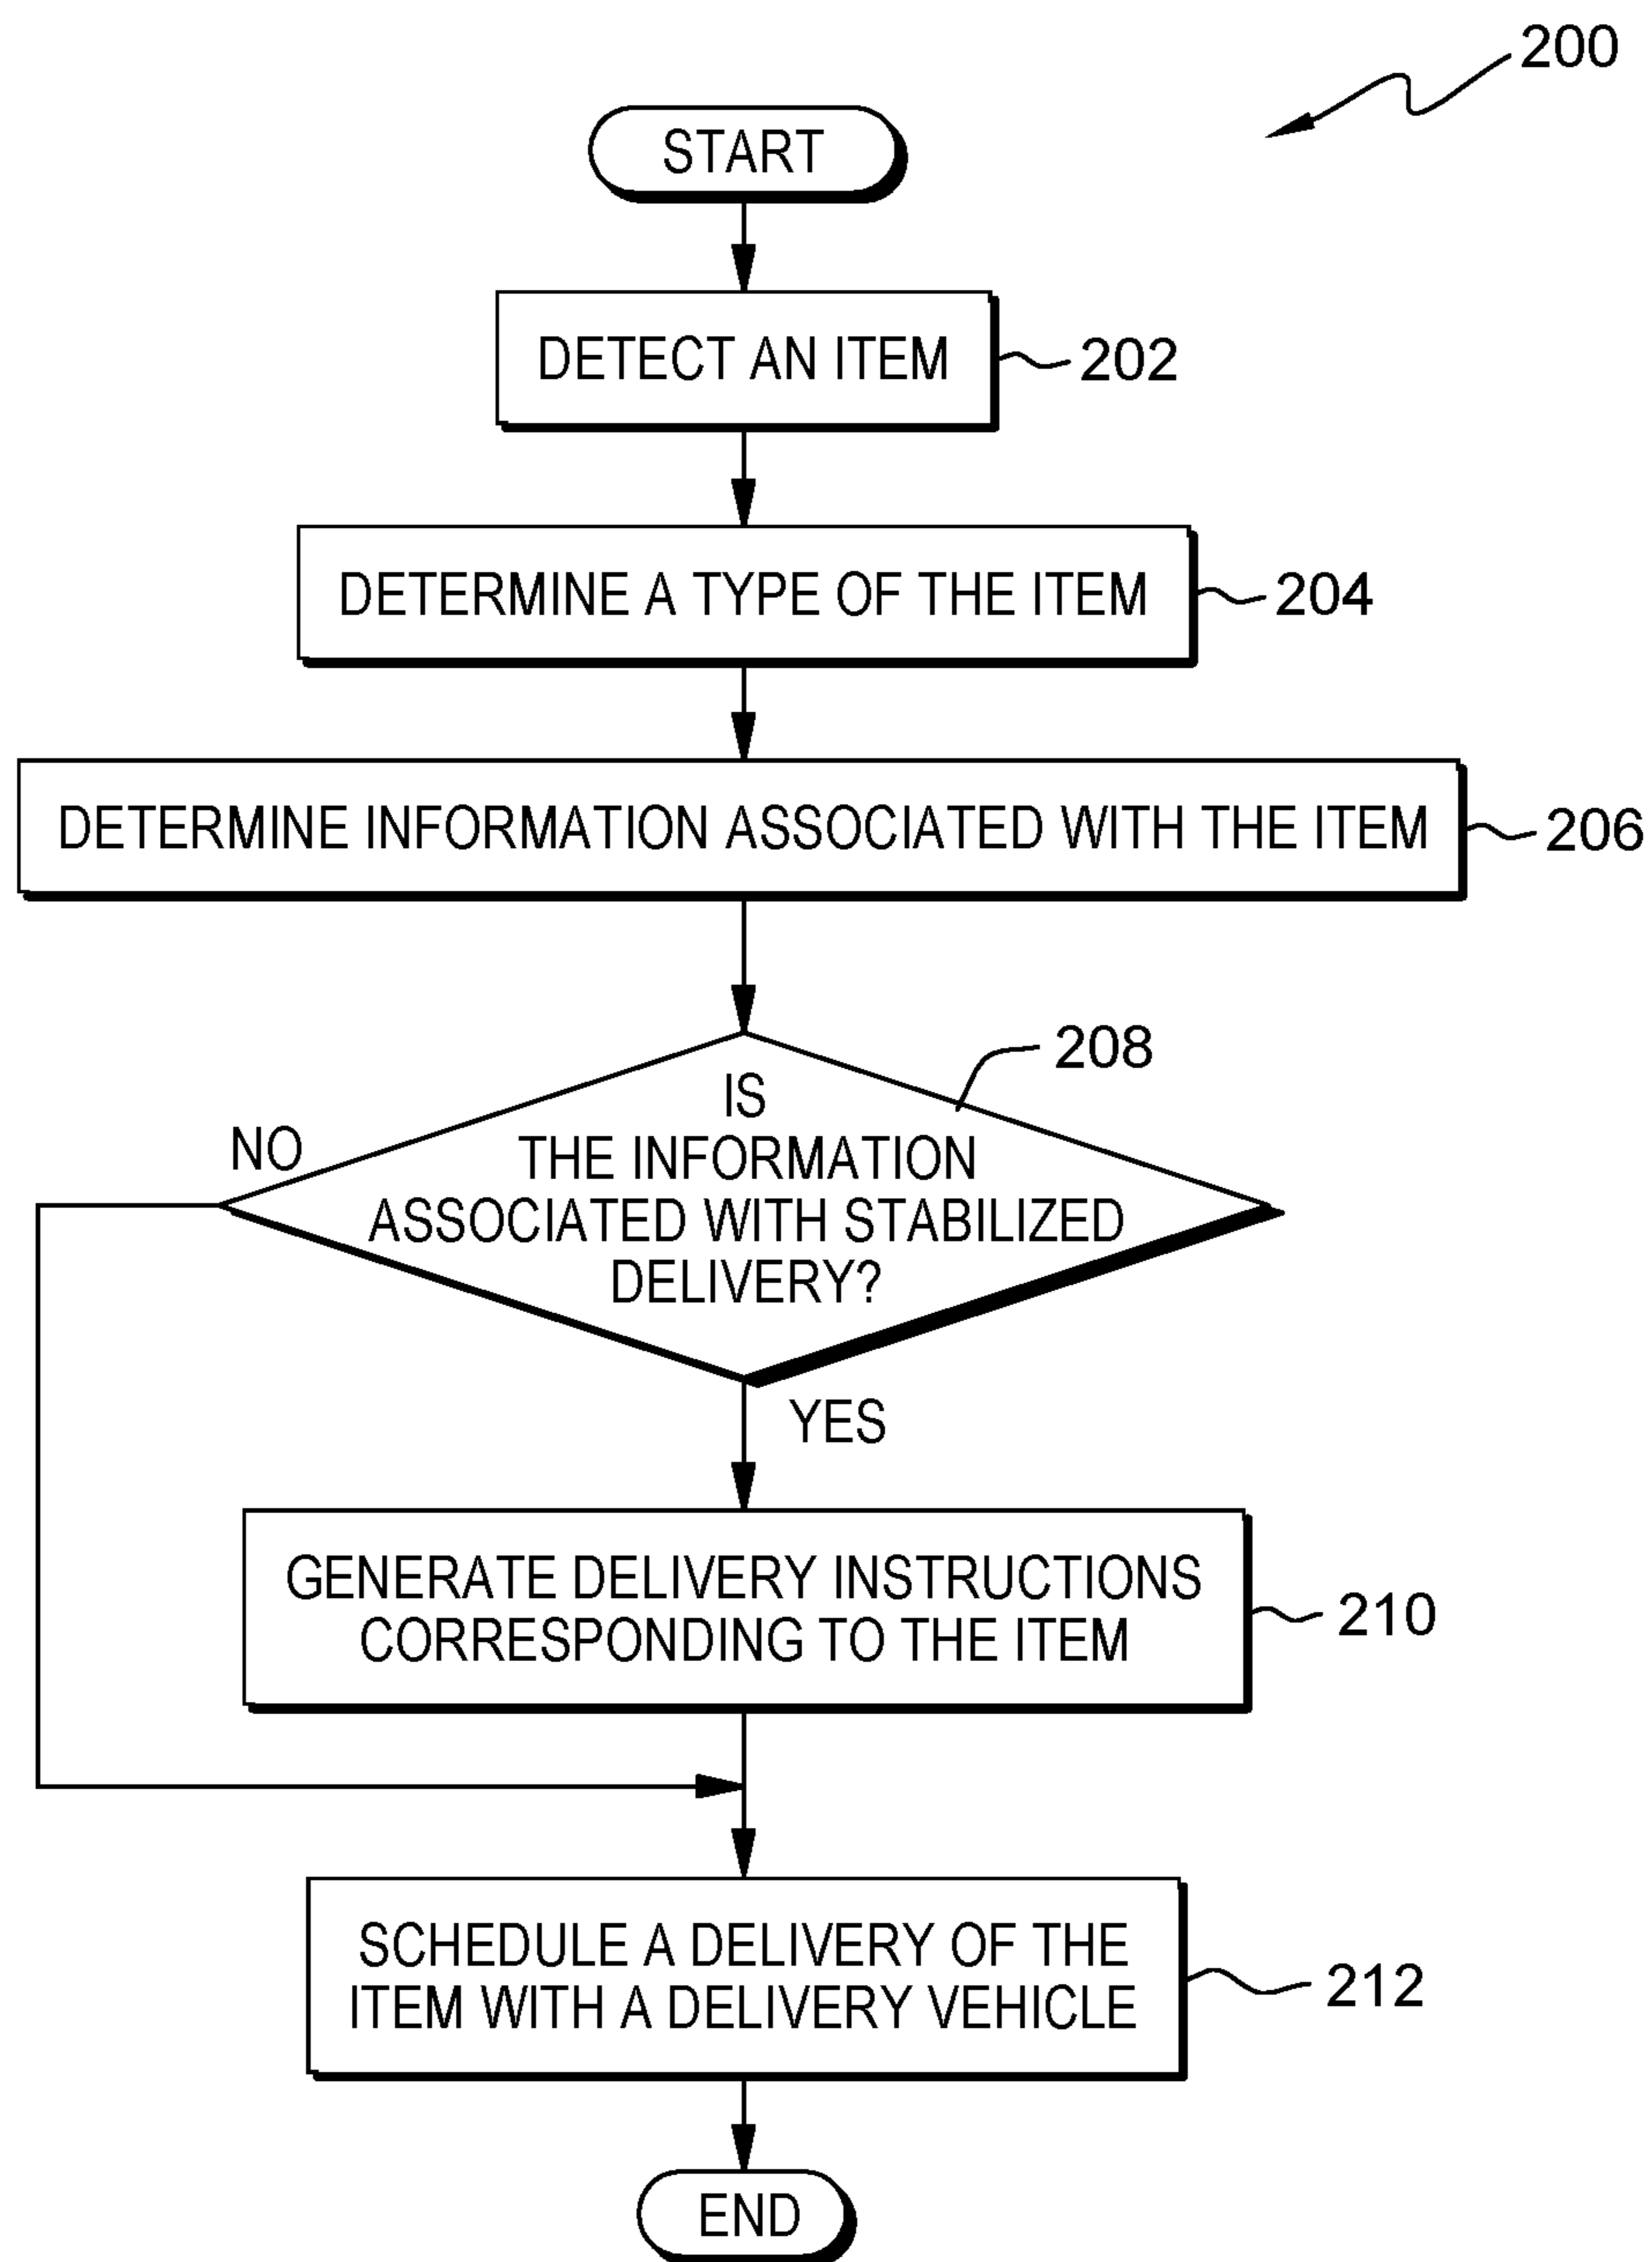 200
START
DETECT AN ITEM
202
DETERMINE A TYPE OF THE ITEM
204
DETERMINE INFORMATION ASSOCIATED WITH THE ITEM
206
208
IS
THE INFORMATION
ASSOCIATED WITH STABILIZED
DELIVERY?
NO
YES
GENERATE DELIVERY INSTRUCTIONS
CORRESPONDING TO THE ITEM
210
SCHEDULE A DELIVERY OF THE
ITEM WITH A DELIVERY VEHICLE
212
END